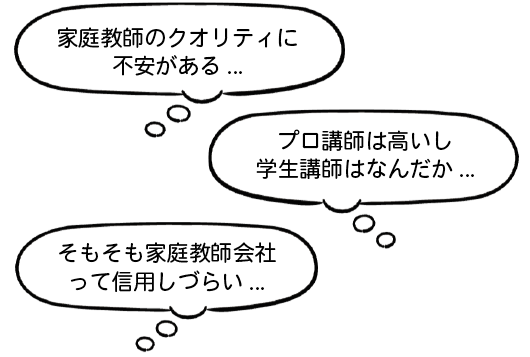 家庭教師のクオリティに
不安がある ...
プロ講師は高いし
学生講師はなんだか ...
そもそも家庭教師会社
って信用しづらい ...